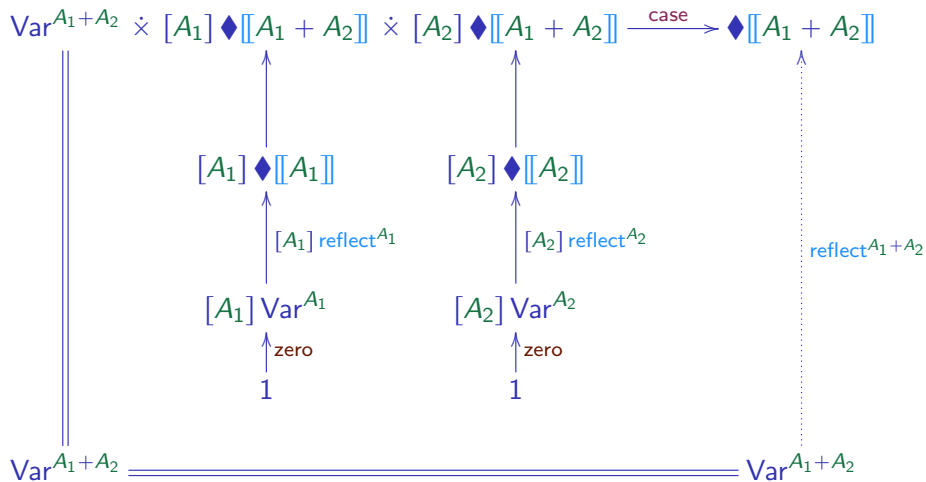 Var^{A₁+A₂} ×̇ [A₁] ◆⟦A₁ + A₂⟧ ×̇ [A₂] ◆⟦A₁ + A₂⟧ case ◆⟦A₁ + A₂⟧
[A₁] ◆⟦A₁⟧ [A₂] ◆⟦A₂⟧
[A₁] reflect^{A₁} [A₂] reflect^{A₂} reflect^{A₁+A₂}
[A₁] Var^{A₁} [A₂] Var^{A₂}
zero zero
1 1
Var^{A₁+A₂} Var^{A₁+A₂}